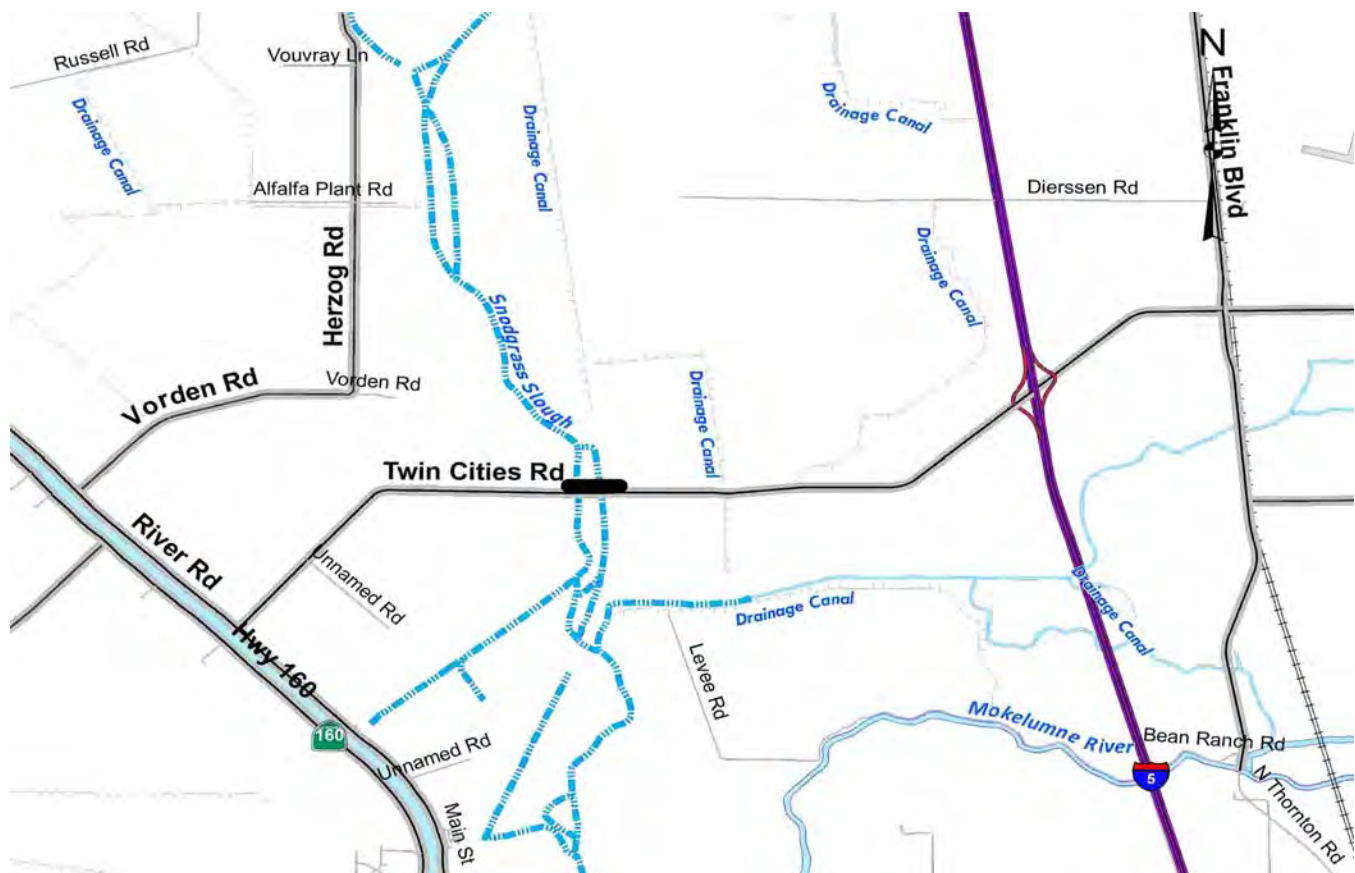 Russell Rd
Vouvray Ln
N
Franklin Blvd
Drainage Canal
Drainage Canal
Drainage Canal
Alfalfa Plant Rd
Dierssen Rd
Herzog Rd
Drainage Canal
Snodgrass Slough
Vorden Rd
Vorden Rd
Drainage Canal
Twin Cities Rd
River Rd
Unnamed Rd
Drainage Canal
Drainage Canal
Hwy 160
Levee Rd
160
Mokelumne River
Unnamed Rd
Bean Ranch Rd
5
N Thornton Rd
Main St